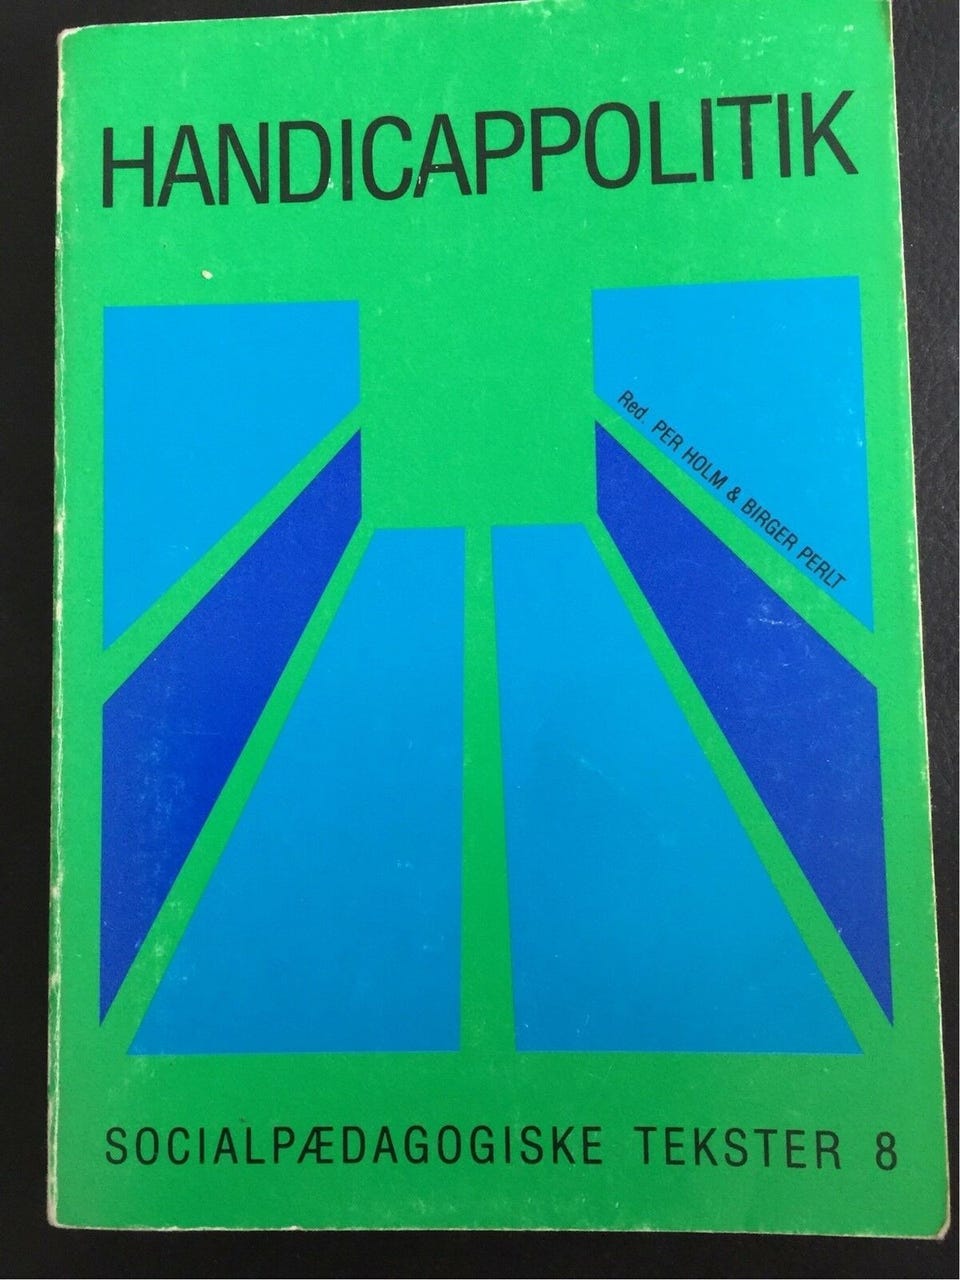 HANDICAPPOLITIK
Red. PER HOLM & BIRGER PERLT
SOCIALPÆDAGOGISKE TEKSTER 8